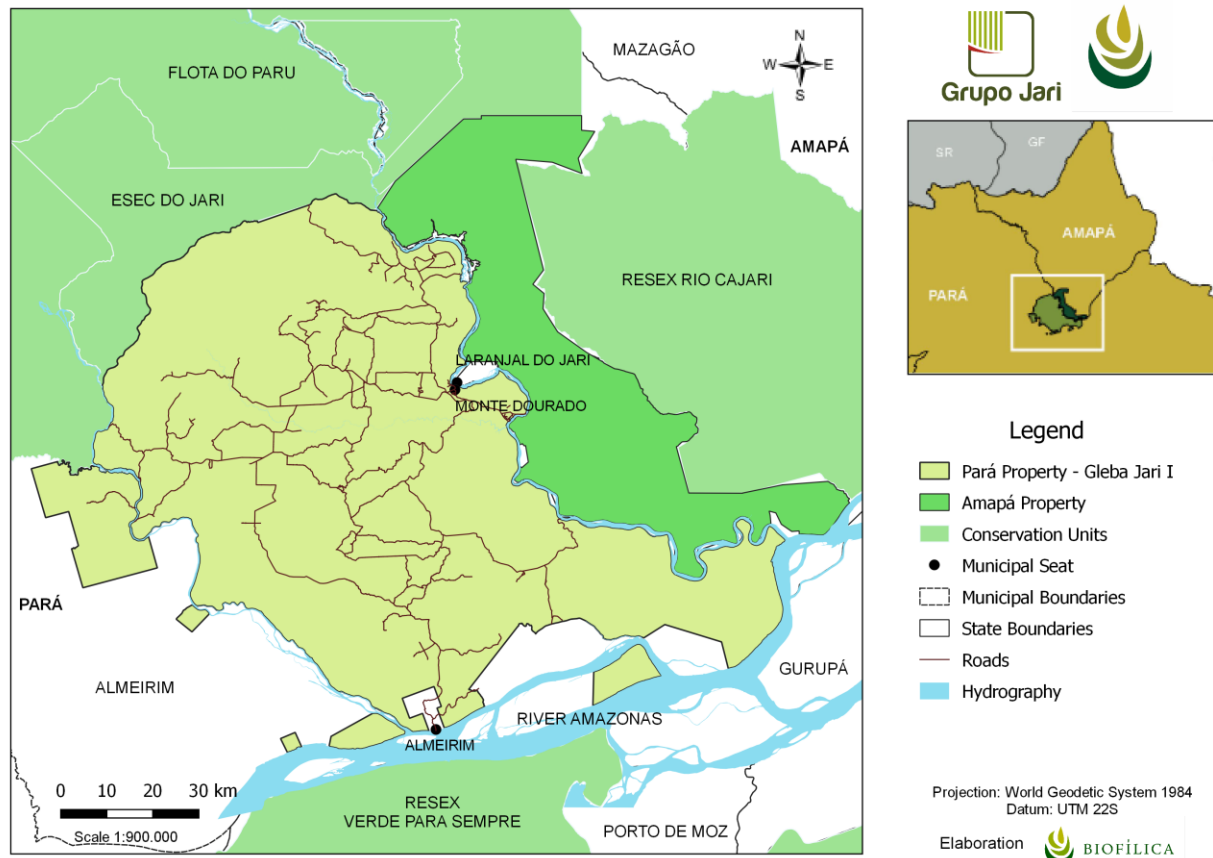 FLOTA DO PARU
MAZAGÃO
N
W E
S
AMAPÁ
ESEC DO JARI
RESEX RIO CAJARI
LARANJAL DO JARI
MONTE DOURADO
PARÁ
ALMEIRIM
GURUPÁ
RIVER AMAZONAS
ALMEIRIM
0 10 20 30 km
Scale 1:900.000
RESEX
VERDE PARA SEMPRE
PORTO DE MOZ
Grupo Jari
SR
GF
AMAPÁ
PARÁ
Legend
Pará Property - Gleba Jari I
Amapá Property
Conservation Units
Municipal Seat
Municipal Boundaries
State Boundaries
Roads
Hydrography
Projection: World Geodetic System 1984
Datum: UTM 22S
Elaboration
BIOFÍLICA